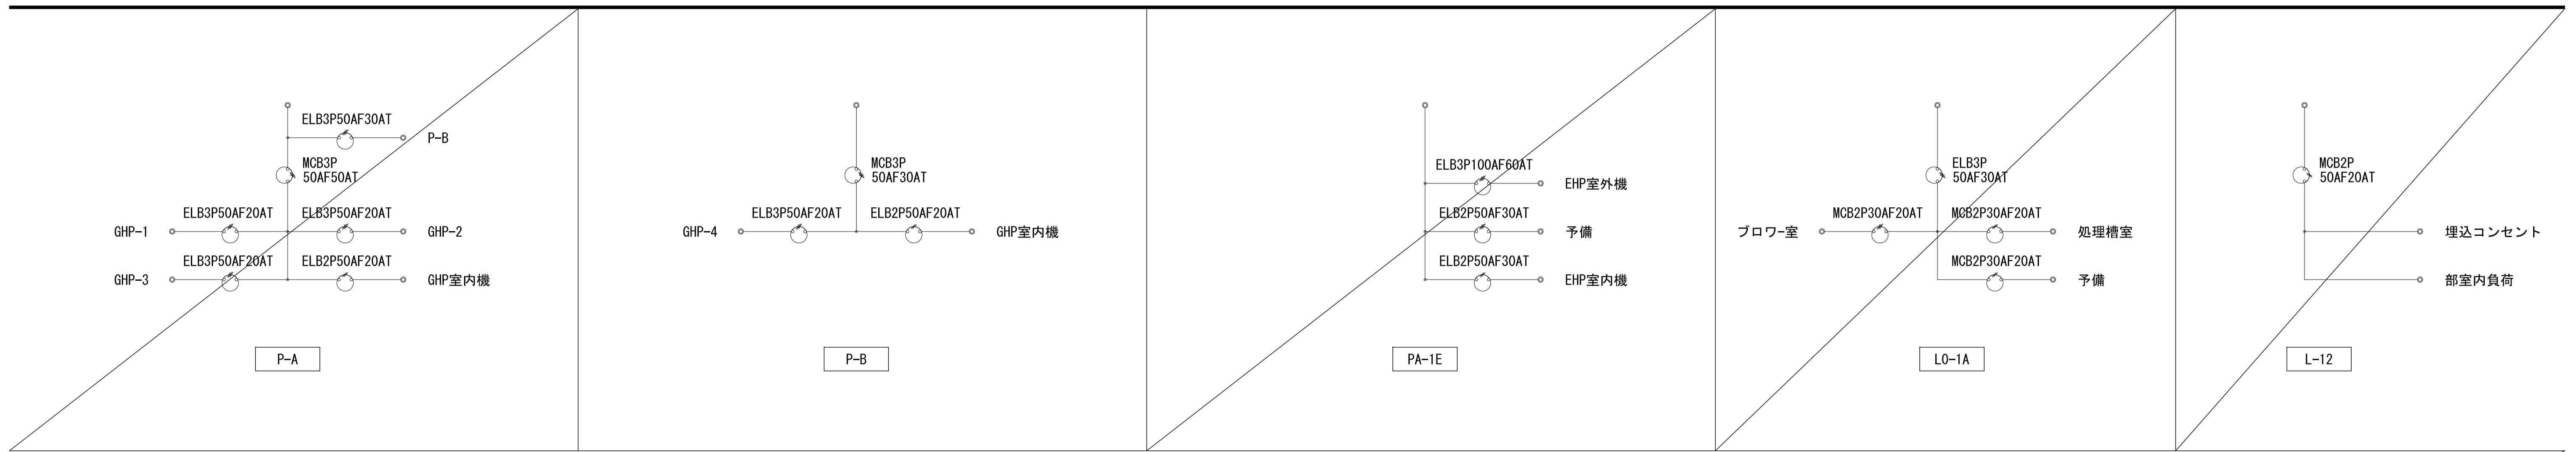 ELB3P50AF30AT
P-B
MCB3P
50AF50AT
ELB3P50AF20AT
ELB3P50AF20AT
GHP-1
GHP-2
ELB3P50AF20AT
ELB2P50AF20AT
GHP-3
GHP室内機
P-A
MCB3P
50AF30AT
ELB3P50AF20AT
ELB2P50AF20AT
GHP-4
GHP室内機
P-B
ELB3P100AF60AT
EHP室外機
ELB2P50AF30AT
予備
ELB2P50AF30AT
EHP室内機
PA-1E
ELB3P
50AF30AT
MCB2P30AF20AT
MCB2P30AF20AT
ブロワ-室
処理槽室
MCB2P30AF20AT
予備
LO-1A
MCB2P
50AF20AT
埋込コンセント
部室内負荷
L-12